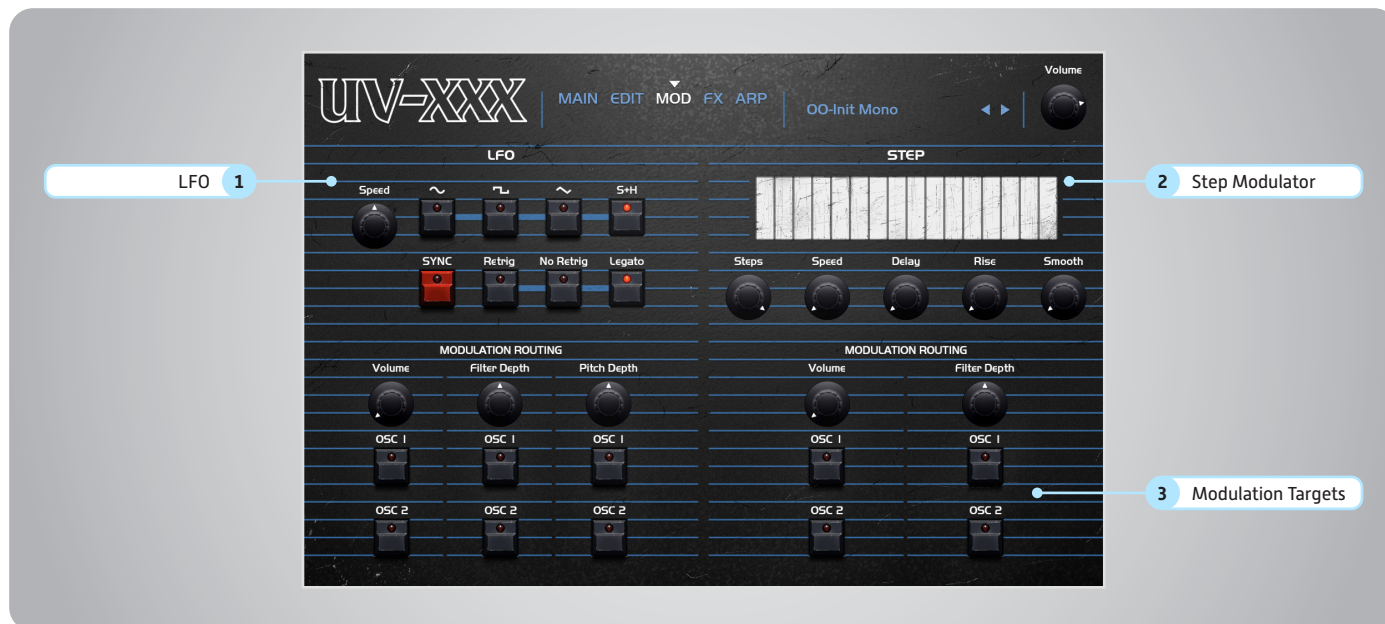 UV-XXX
MAIN EDIT MOD FX ARP
00-Init Mono
Volume
LFO 1
LFO
Speed
S+H
SYNC Retrig No Retrig Legato
MODULATION ROUTING
Volume Filter Depth Pitch Depth
OSC 1 OSC 1 OSC 1
OSC 2 OSC 2 OSC 2
STEP
2 Step Modulator
Steps Speed Delay Rise Smooth
MODULATION ROUTING
Volume Filter Depth
OSC 1 OSC 1
3 Modulation Targets
OSC 2 OSC 2